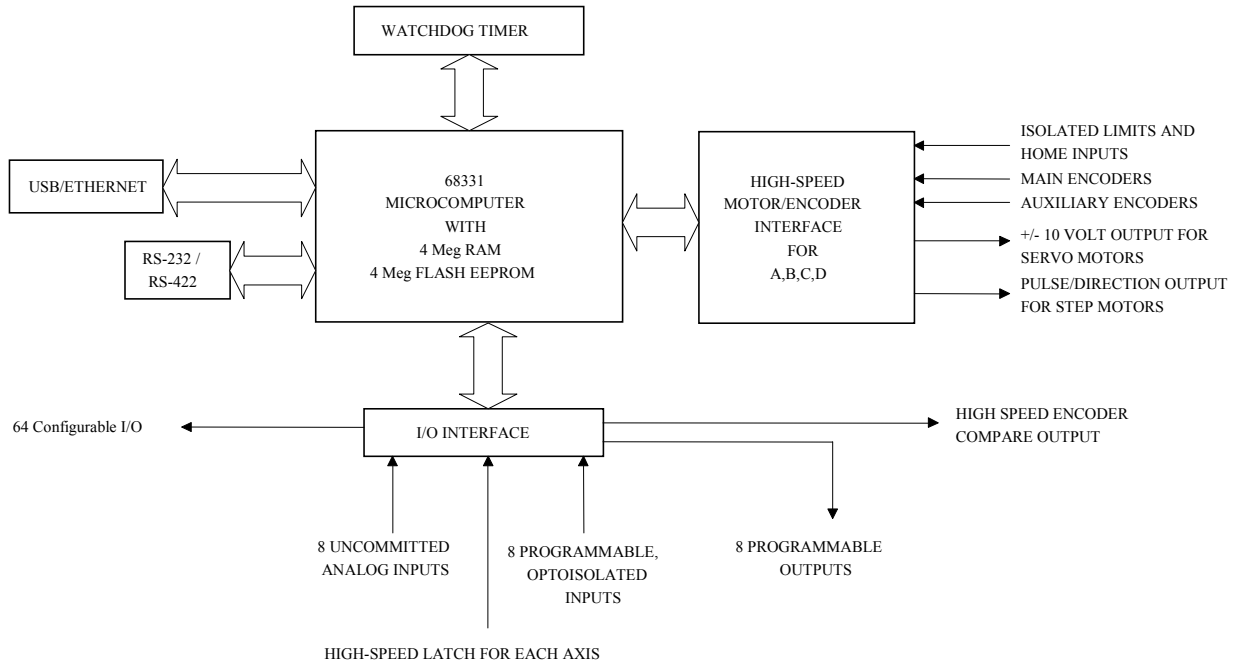 WATCHDOG TIMER
USB/ETHERNET
RS-232 /
RS-422
68331
MICROCOMPUTER
WITH
4 Meg RAM
4 Meg FLASH EEPROM
HIGH-SPEED
MOTOR/ENCODER
INTERFACE
FOR
A,B,C,D
ISOLATED LIMITS AND
HOME INPUTS
MAIN ENCODERS
AUXILIARY ENCODERS
+/- 10 VOLT OUTPUT FOR
SERVO MOTORS
PULSE/DIRECTION OUTPUT
FOR STEP MOTORS
64 Configurable I/O
I/O INTERFACE
HIGH SPEED ENCODER
COMPARE OUTPUT
8 UNCOMMITTED
ANALOG INPUTS
8 PROGRAMMABLE,
OPTOISOLATED
INPUTS
8 PROGRAMMABLE
OUTPUTS
HIGH-SPEED LATCH FOR EACH AXIS